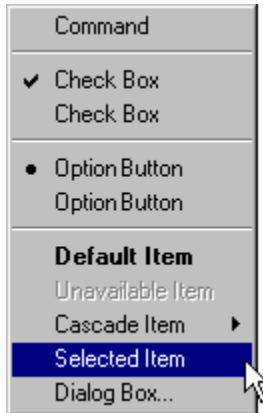 Command
Check Box
Check Box
Option Button
Option Button
Default Item
Unavailable Item
Cascade Item
Selected Item
Dialog Box...